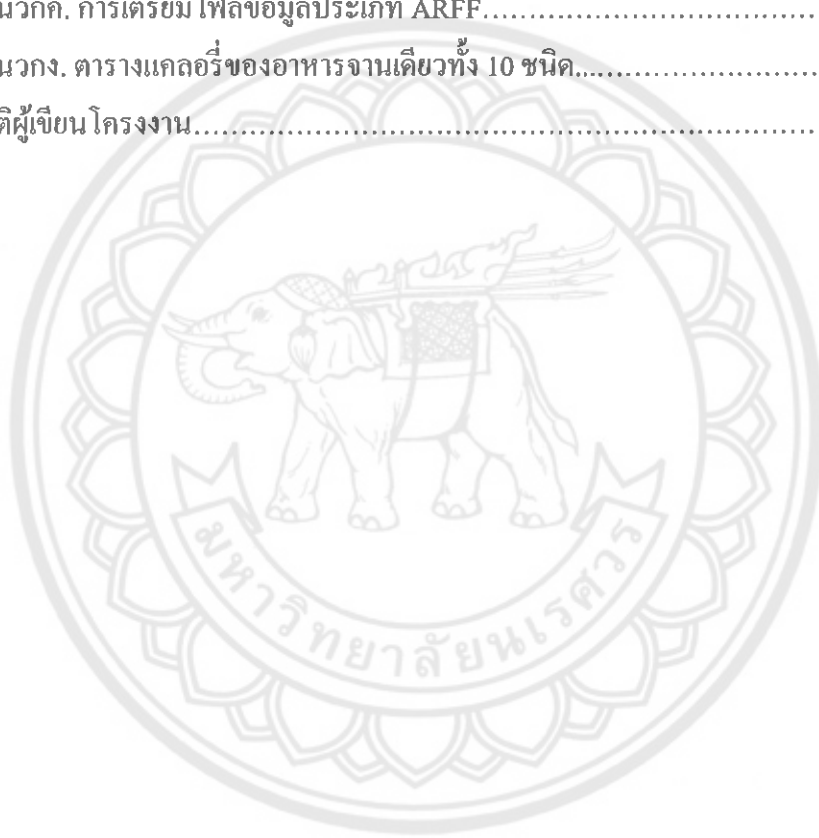 นวกค. การเตรียมไฟล์ข้อมูลประเภท ARFF.......................................
นวกง. ตารางแคลอรี่ของอาหารจานเดียวทั้ง 10 ชนิด...........................
ติผู้เขียนโครงงาน.......................................................................
มหาวิทยาลัยนเรศวร